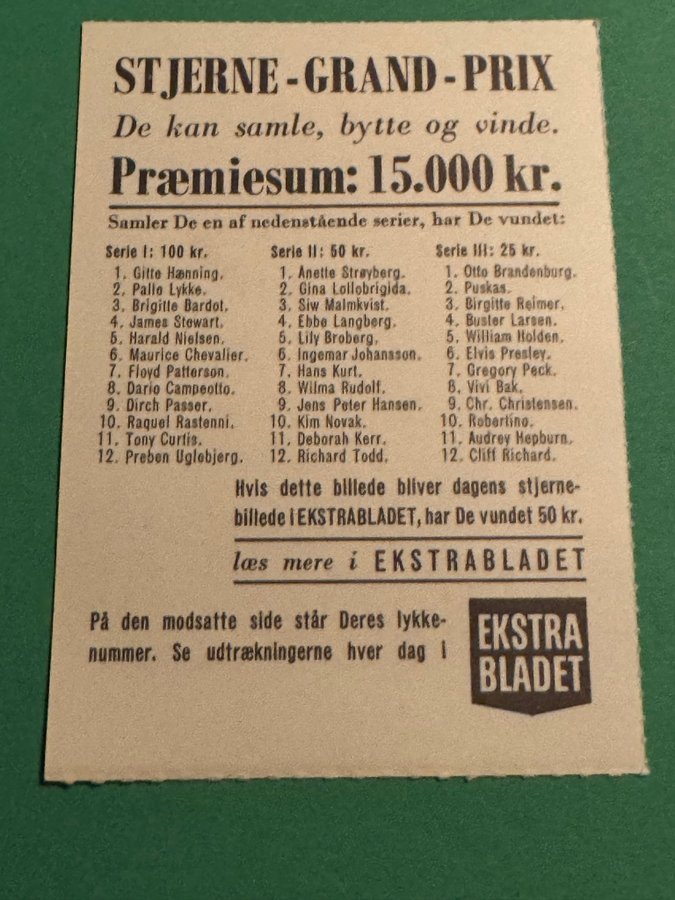 STJERNE-GRAND-PRIX
De kan samle, bytte og vinde.
Præmiesum: 15.000 kr.
Samler De en af nedenstående serier, har De vundet:
Serie I: 100 kr.
1. Gitte Hænning.
2. Palle Lykke.
3. Brigitte Bardot.
4. James Stewart.
5. Harald Nielsen.
6. Maurice Chevalier.
7. Floyd Patterson.
8. Dario Campeotto.
9. Dirch Passer.
10. Raquel Rastenni.
11. Tony Curtis.
12. Preben Uglebjerg.
Serie II: 50 kr.
1. Anette Strøyberg.
2. Gina Lollobrigida.
3. Siw Malmkvist.
4. Ebbe Langberg.
5. Lily Broberg.
6. Ingemar Johansson.
7. Hans Kurt.
8. Wilma Rudolf.
9. Jens Peter Hansen.
10. Kim Novak.
11. Deborah Kerr.
12. Richard Todd.
Serie III: 25 kr.
1. Otto Brandenburg.
2. Puskas.
3. Birgitte Reimer.
4. Buster Larsen.
5. William Holden.
6. Elvis Presley.
7. Gregory Peck.
8. Vivi Bak.
9. Chr. Christensen.
10. Robertino.
11. Audrey Hepburn.
12. Cliff Richard.
Hvis dette billede bliver dagens stjerne-
billede i EKSTRABLADET, har De vundet 50 kr.
læs mere i EKSTRABLADET
På den modsatte side står Deres lykke-
nummer. Se udtrækningerne hver dag i
EKSTRA
BLADET